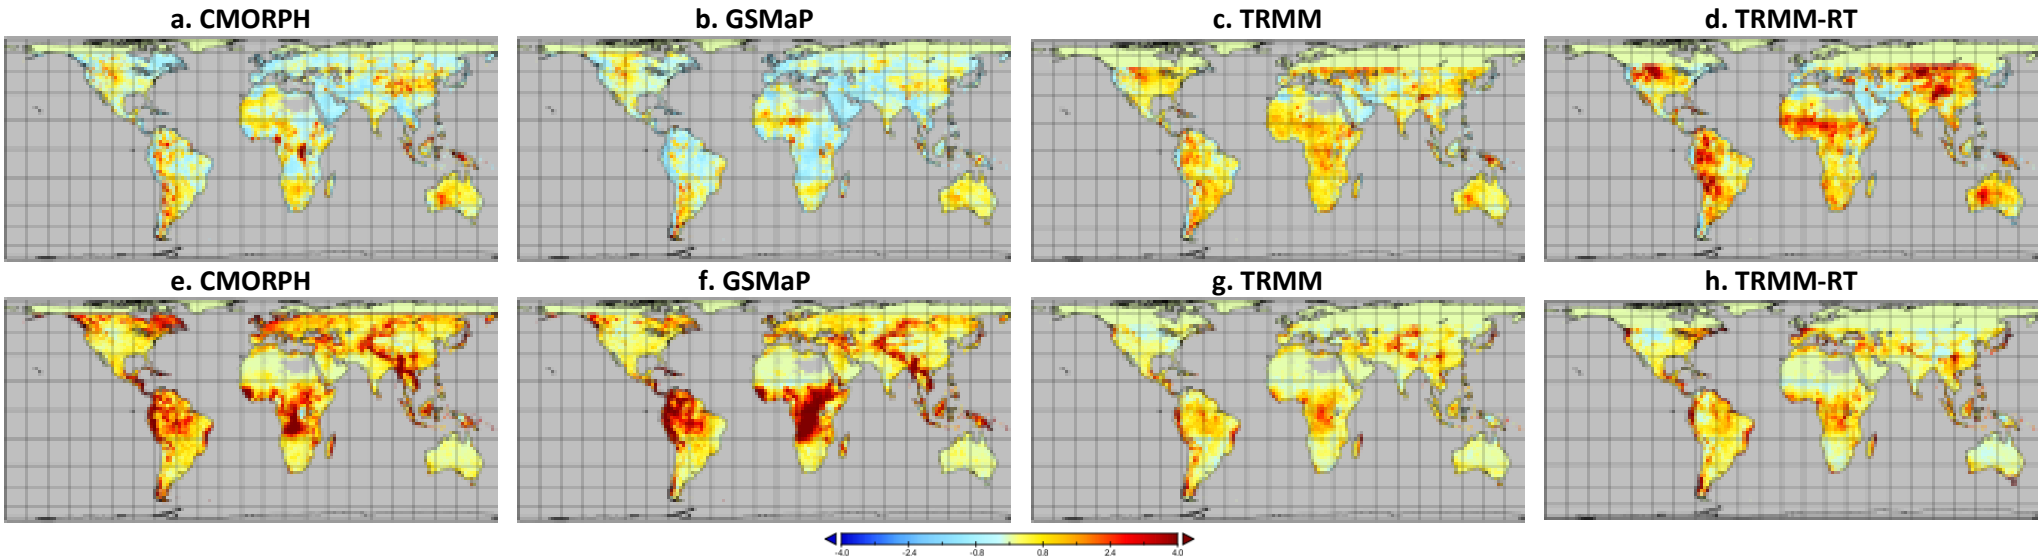 a. CMORPH
b. GSMaP
c. TRMM
d. TRMM-RT
e. CMORPH
f. GSMaP
g. TRMM
h. TRMM-RT
-4.0 -2.4 -0.8 0.8 2.4 4.0